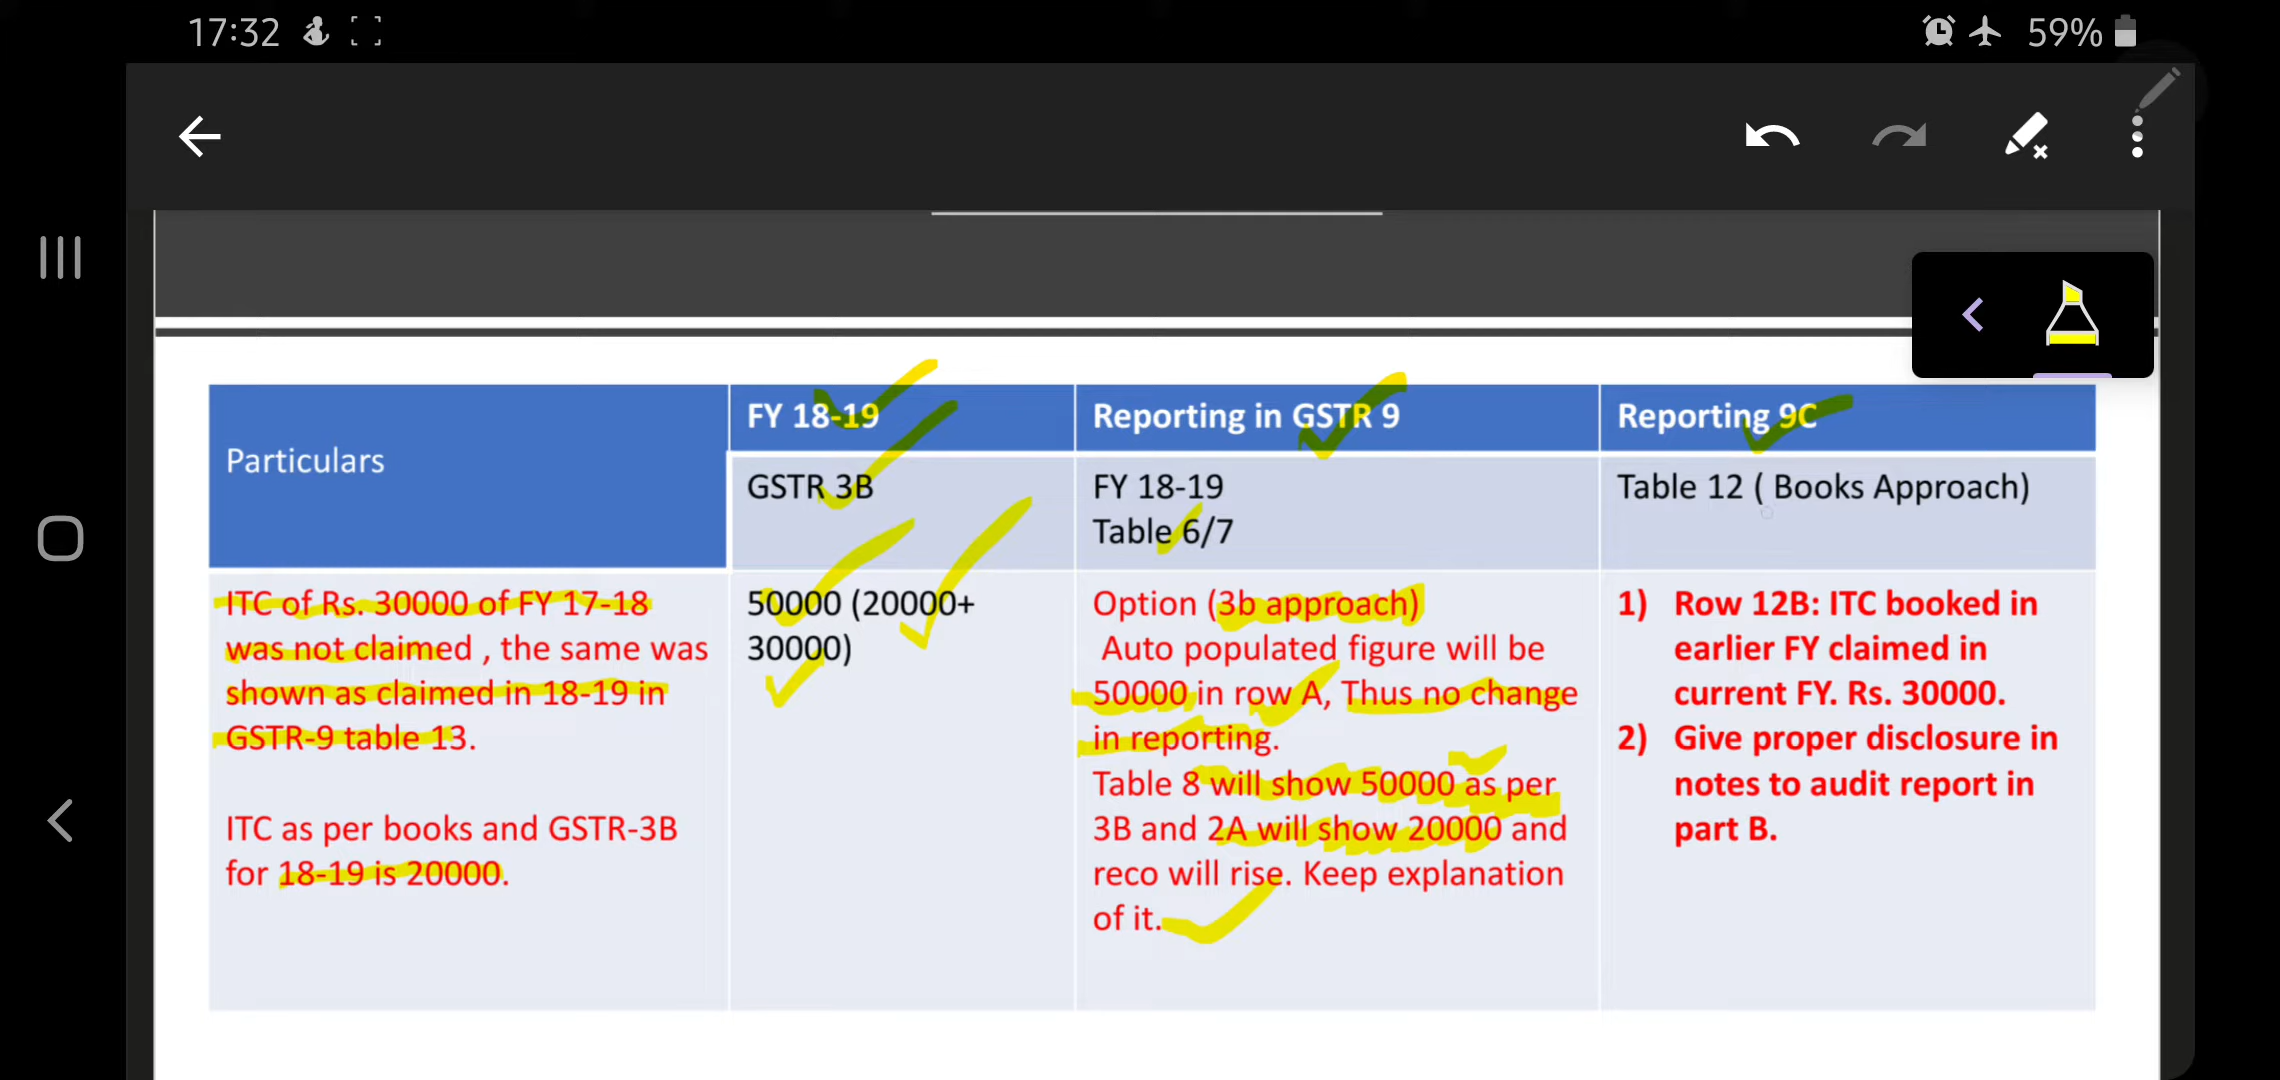 17:32
59%
Particulars
FY 18-19
Reporting in GSTR 9
Reporting 9C
GSTR 3B
FY 18-19
Table 6/7
Table 12 ( Books Approach)
ITC of Rs. 30000 of FY 17-18
was not claimed , the same was
shown as claimed in 18-19 in
GSTR-9 table 13.
ITC as per books and GSTR-3B
for 18-19 is 20000.
50000 (20000+
30000)
Option (3b approach)
Auto populated figure will be
50000 in row A, Thus no change
in reporting.
Table 8 will show 50000 as per
3B and 2A will show 20000 and
reco will rise. Keep explanation
of it.
1) Row 12B: ITC booked in
earlier FY claimed in
current FY. Rs. 30000.
2) Give proper disclosure in
notes to audit report in
part B.